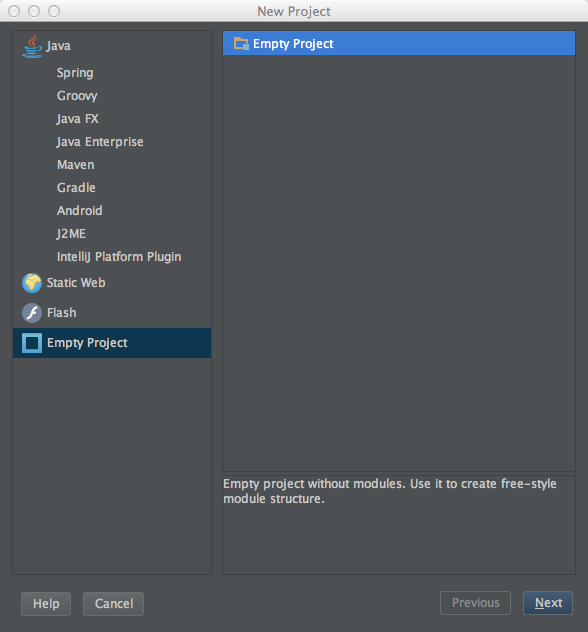 New Project
Java
Spring
Groovy
Java FX
Java Enterprise
Maven
Gradle
Android
J2ME
IntelliJ Platform Plugin
Static Web
Flash
Empty Project
Empty Project
Empty project without modules. Use it to create free-style
module structure.
Help
Cancel
Previous
Next